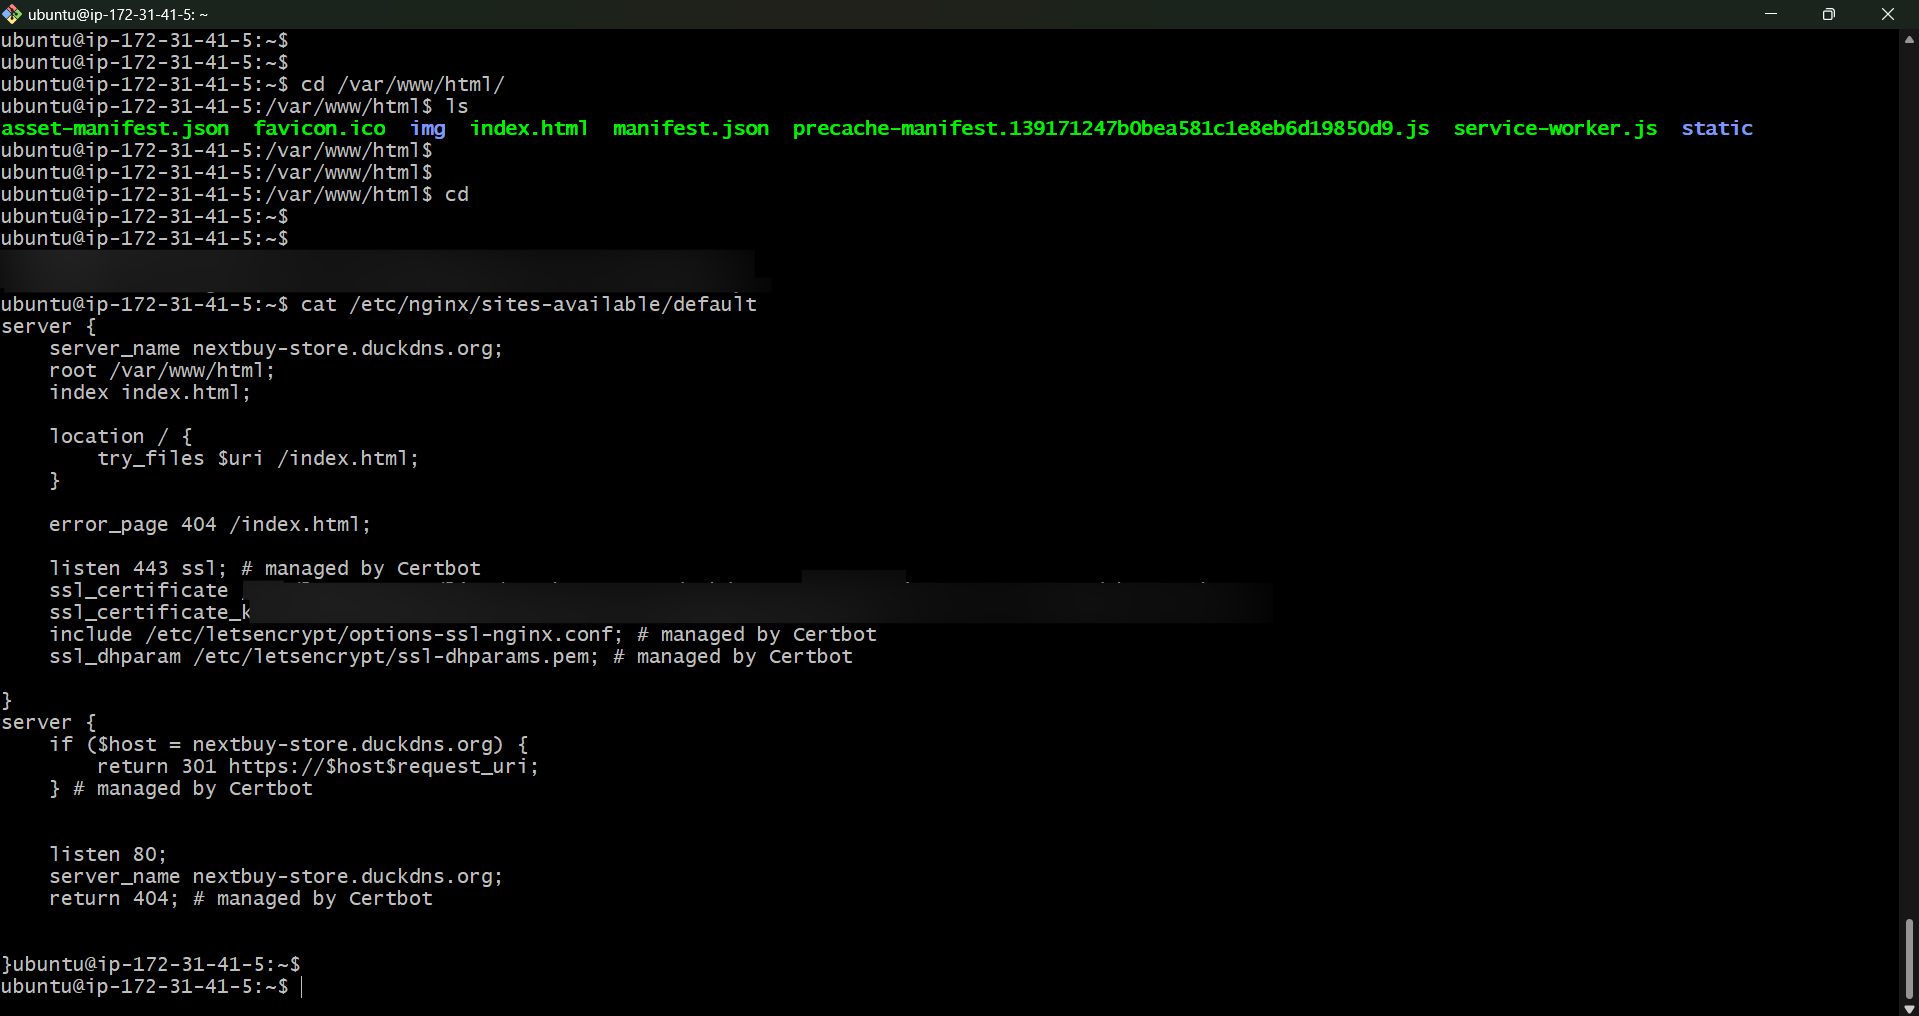 ubuntu@ip-172-31-41-5: ~
ubuntu@ip-172-31-41-5:~$
ubuntu@ip-172-31-41-5:~$
ubuntu@ip-172-31-41-5:~$ cd /var/www/html/
ubuntu@ip-172-31-41-5:/var/www/html$ ls
asset-manifest.json  favicon.ico  img  index.html  manifest.json  precache-manifest.139171247b0bea581c1e8eb6d19850d9.js  service-worker.js  static
ubuntu@ip-172-31-41-5:/var/www/html$
ubuntu@ip-172-31-41-5:/var/www/html$
ubuntu@ip-172-31-41-5:/var/www/html$ cd
ubuntu@ip-172-31-41-5:~$
ubuntu@ip-172-31-41-5:~$
ubuntu@ip-172-31-41-5:~$ cat /etc/nginx/sites-available/default
server {
    server_name nextbuy-store.duckdns.org;
    root /var/www/html;
    index index.html;
    location / {
        try_files $uri /index.html;
    }
    error_page 404 /index.html;
    listen 443 ssl; # managed by Certbot
    ssl_certificate
    ssl_certificate_k
    include /etc/letsencrypt/options-ssl-nginx.conf; # managed by Certbot
    ssl_dhparam /etc/letsencrypt/ssl-dhparams.pem; # managed by Certbot
}
server {
    if ($host = nextbuy-store.duckdns.org) {
        return 301 https://$host$request_uri;
    } # managed by Certbot
    listen 80;
    server_name nextbuy-store.duckdns.org;
    return 404; # managed by Certbot
}ubuntu@ip-172-31-41-5:~$
ubuntu@ip-172-31-41-5:~$